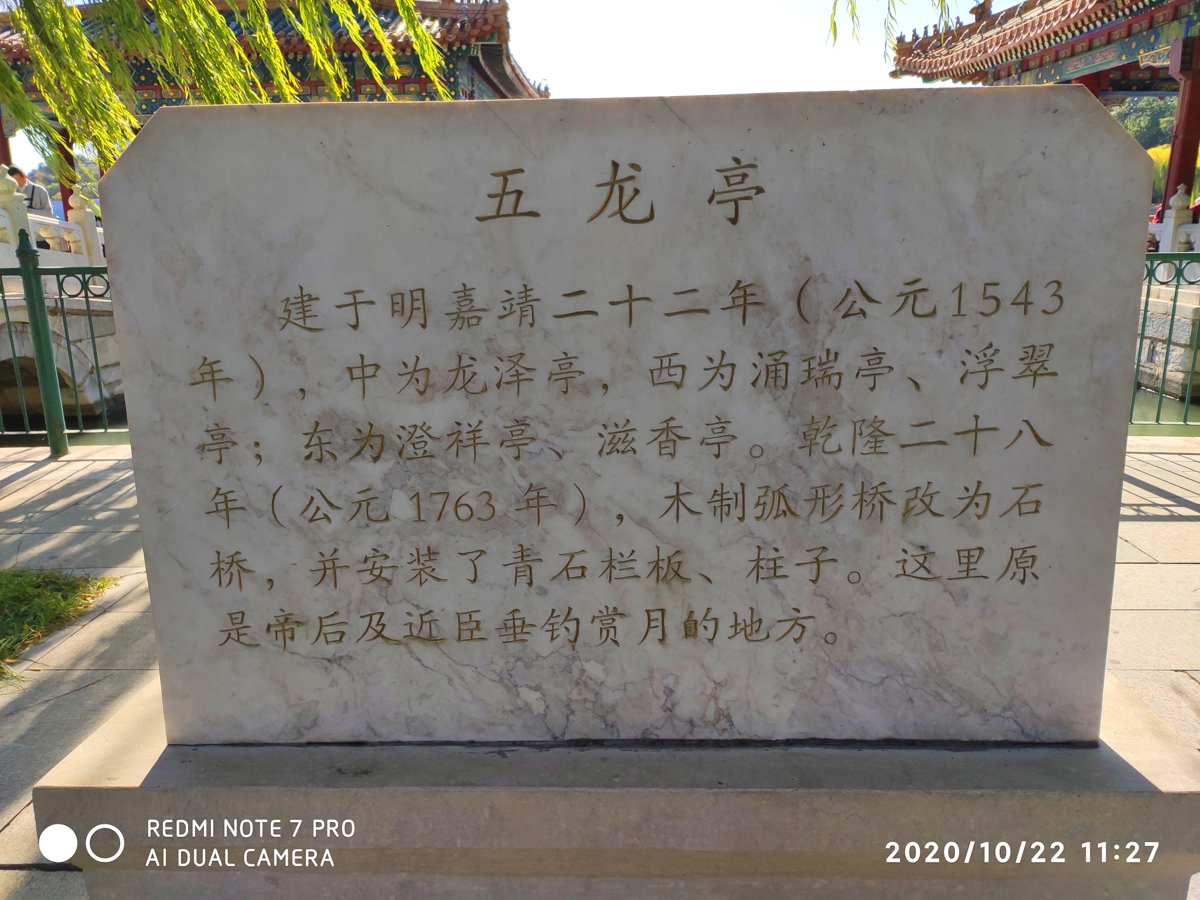 五龙亭
建于明嘉靖二十二年（公元1543
年），中为龙泽亭，西为涌瑞亭、浮翠
亭；东为澄祥亭、滋香亭。乾隆二十八
年（公元1763年），木制弧形桥改为石
桥，并安装了青石栏板、柱子。这里原
是帝后及近臣垂钓赏月的地方。
REDMI NOTE 7 PRO
AI DUAL CAMERA
2020/10/22 11:27